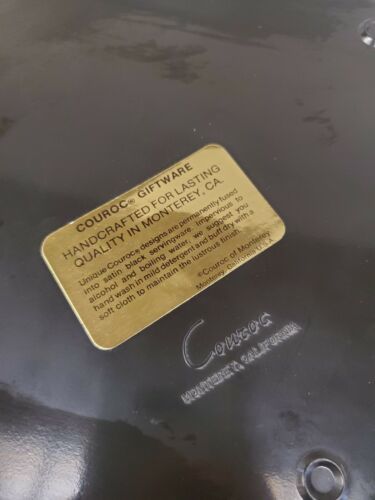 COUROC® GIFTWARE
HANDCRAFTED FOR LASTING
QUALITY IN MONTEREY, CA.
Unique Couroc® designs are permanently fused
into satin black servingware. Impervious to
alcohol and boiling water, we suggest you
hand wash in mild detergent and buff dry with a
soft cloth to maintain the lustrous finish.
©Couroc of Monterey
Monterey, California U.S.A.
Couroc
MONTEREY, CALIFORNIA